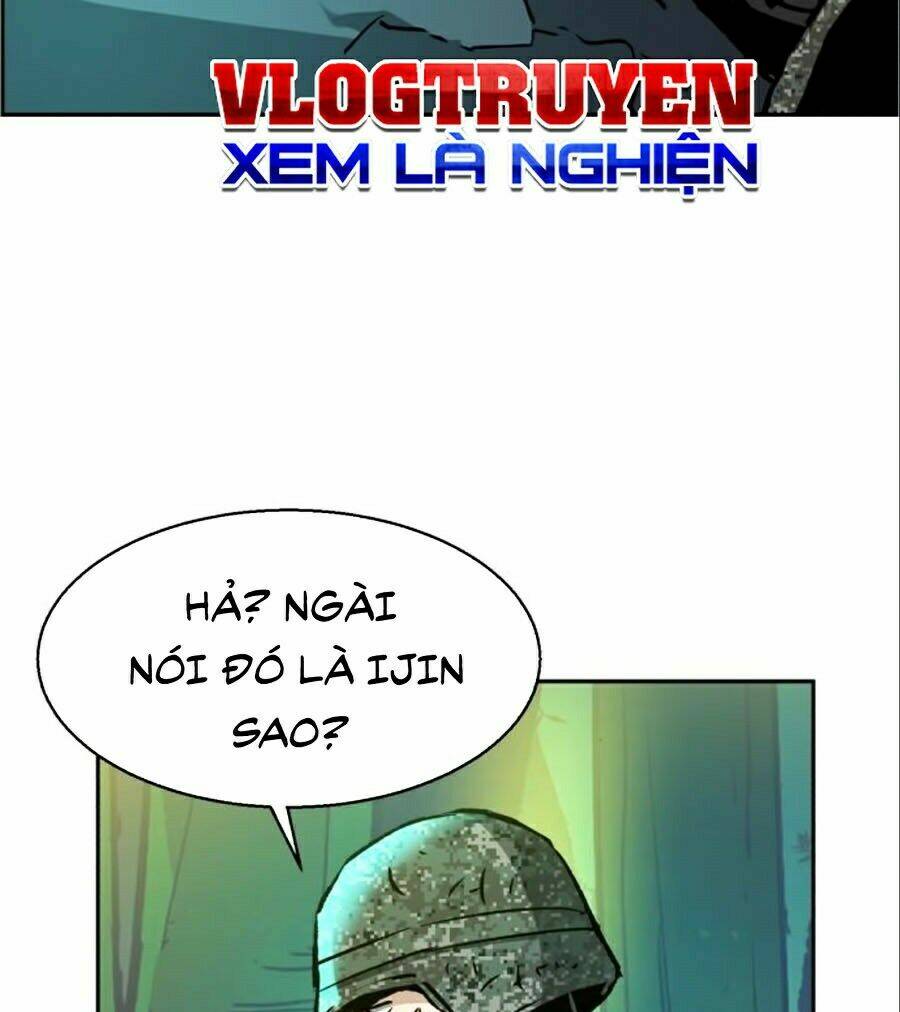 VLOGTRUYEN
XEM LÀ NGHIỆN
HẢ? NGÀI
NÓI ĐÓ LÀ IJIN
SAO?